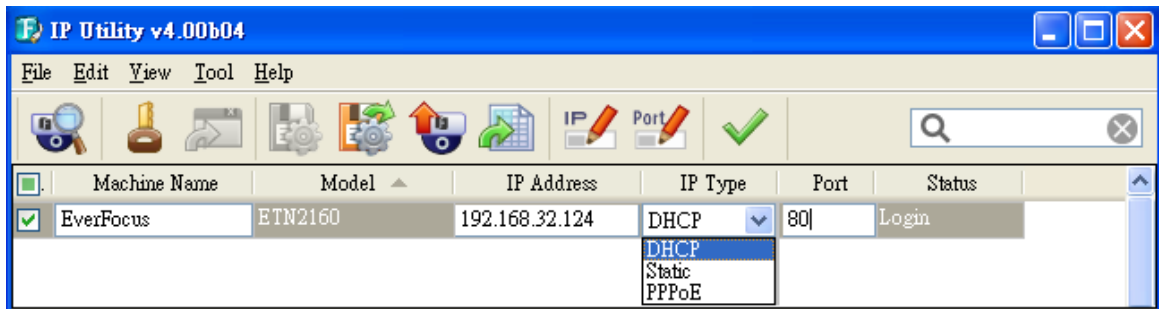 IP Utility v4.00b04
File Edit View Tool Help
IP Port
Machine Name Model IP Address IP Type Port Status
EverFocus ETN2160 192.168.32.124 DHCP 80 Login
DHCP
Static
PPPoE